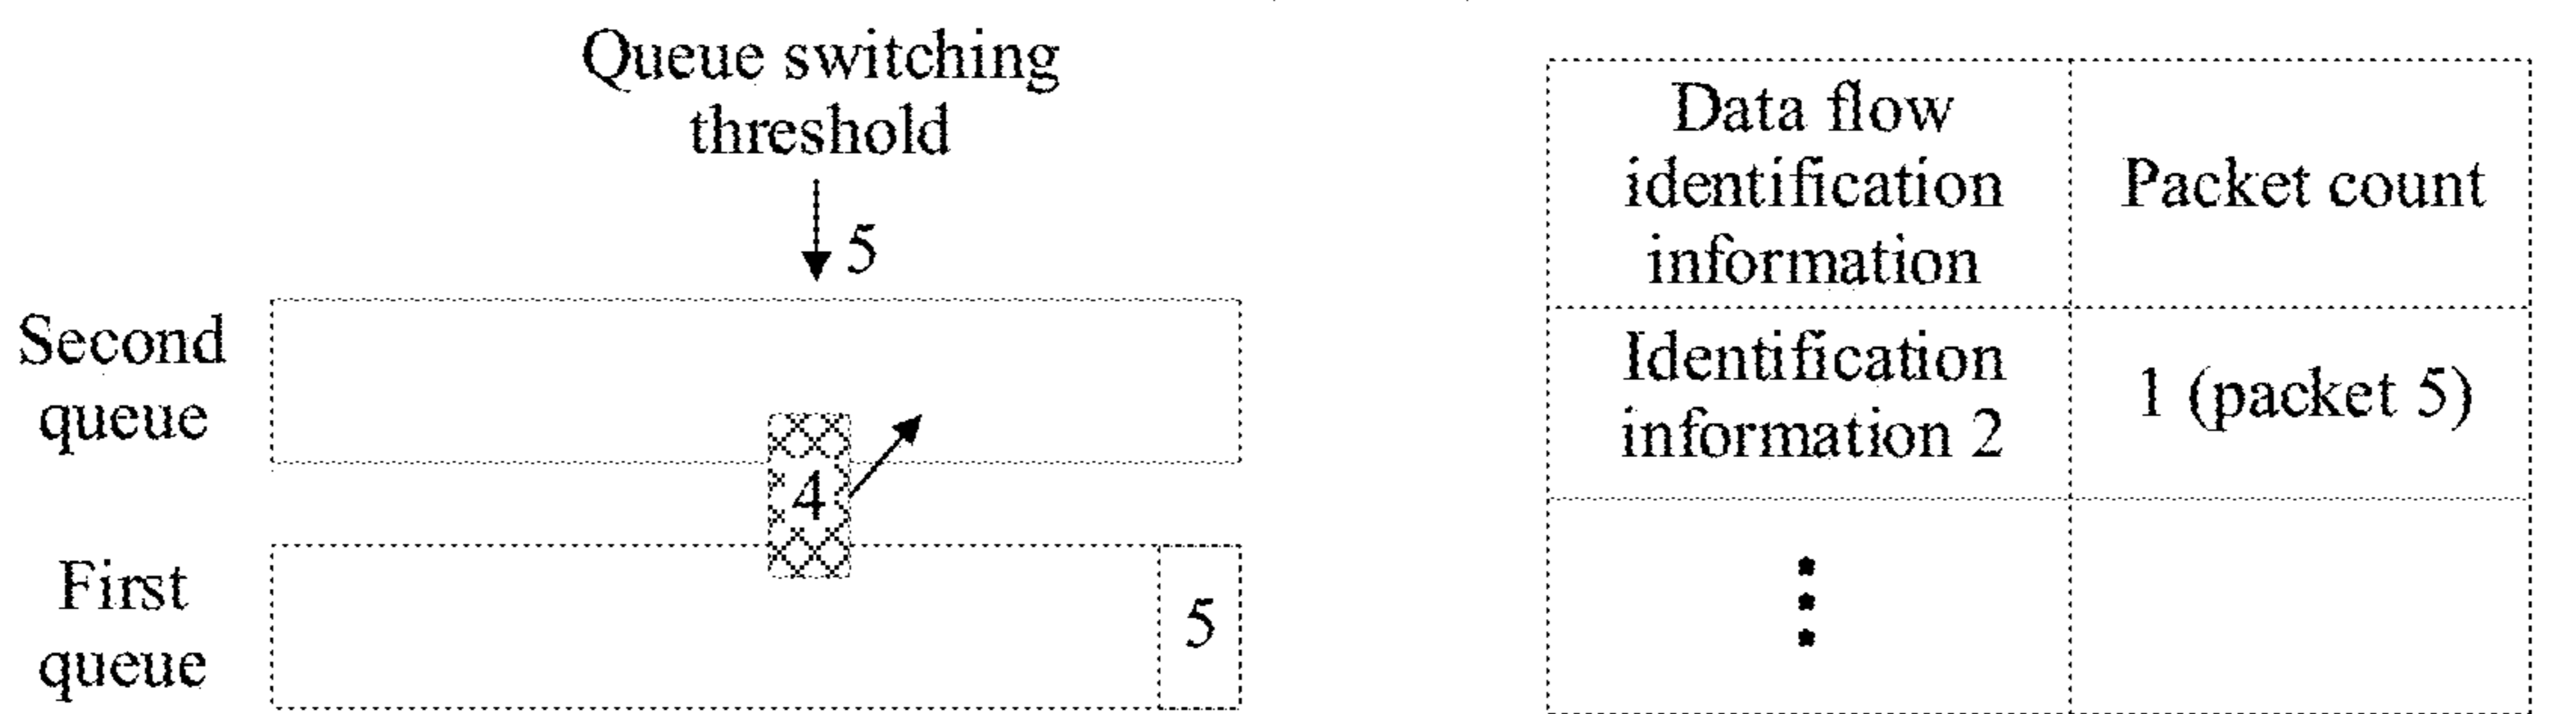 Queue switching
threshold
5
Second
queue
4
First
queue
5
Data flow
identification
information
Packet count
Identification
information 2
1 (packet 5)